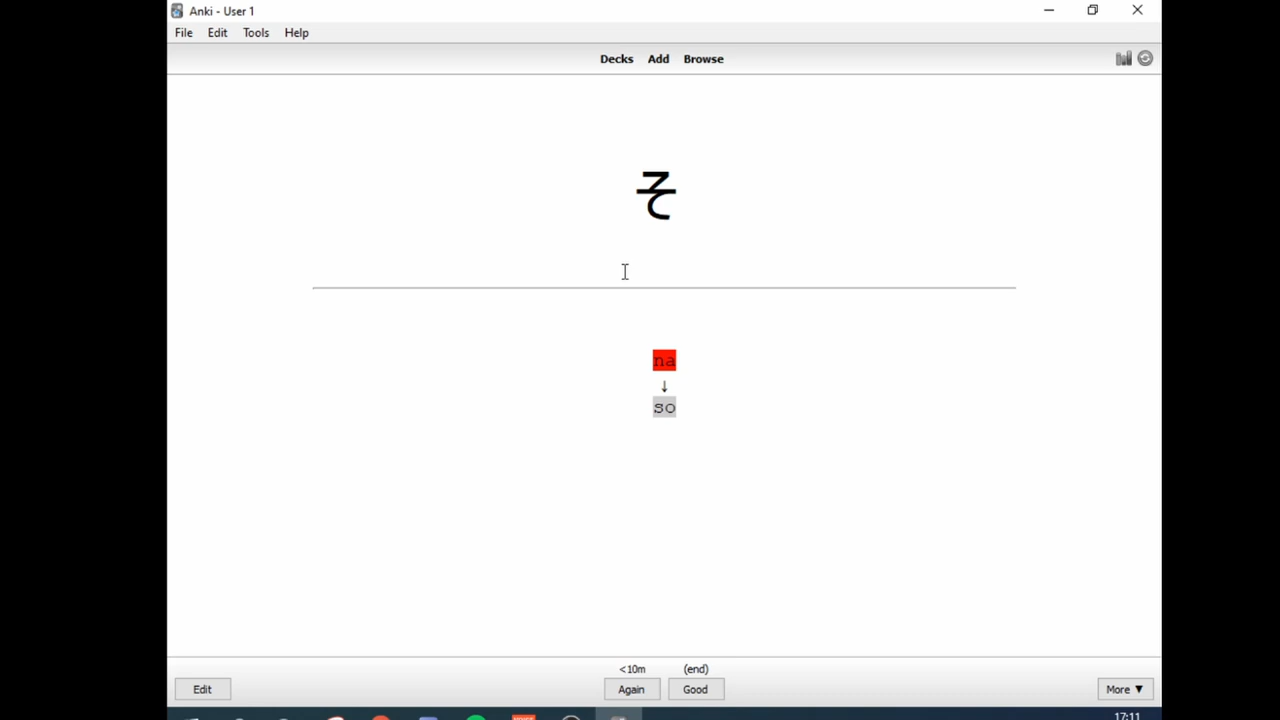 Anki - User 1
File Edit Tools Help
Decks Add Browse
そ
na
↓
so
<10m (end)
Edit Again Good More ▼
17:11